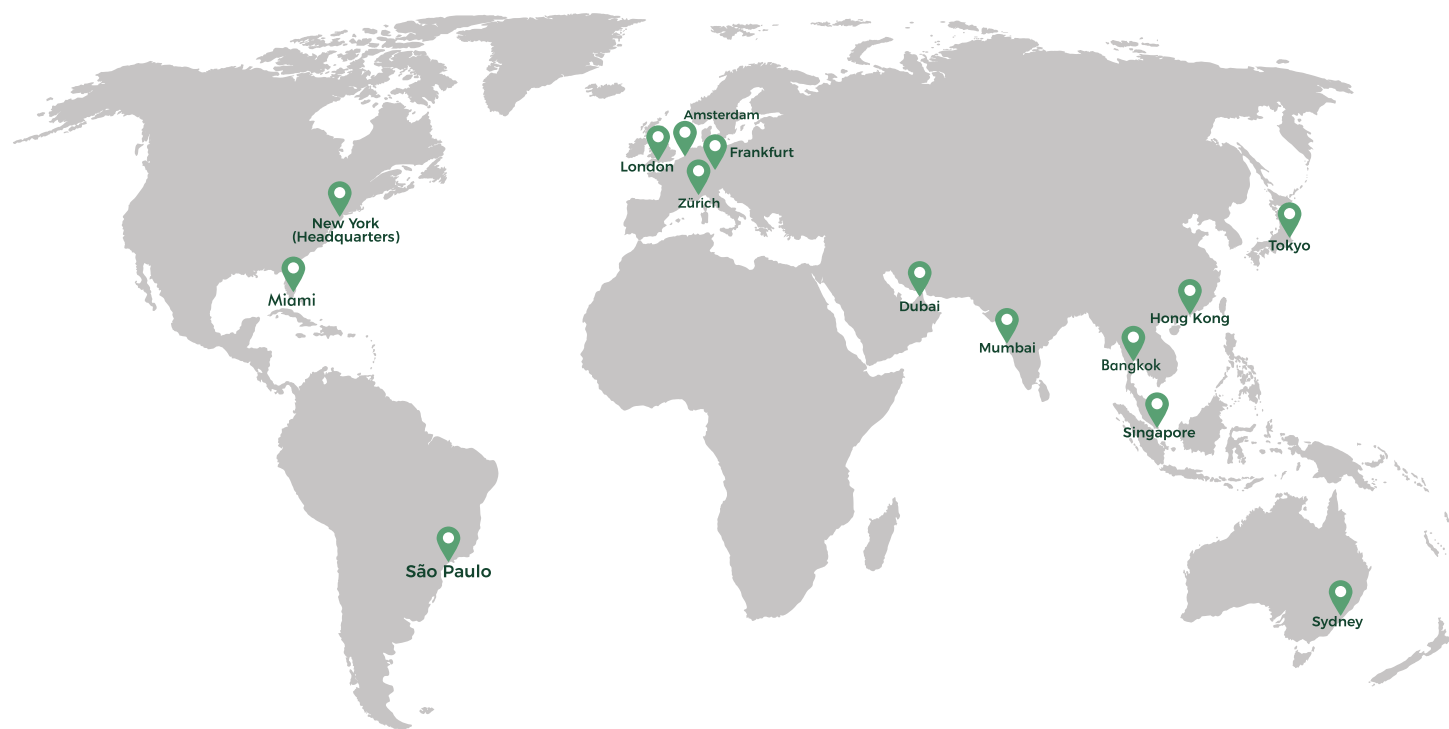 Amsterdam
Frankfurt
London
Zürich
New York
(Headquarters)
Tokyo
Miami
Dubai
Hong Kong
Mumbai
Bangkok
Singapore
São Paulo
Sydney